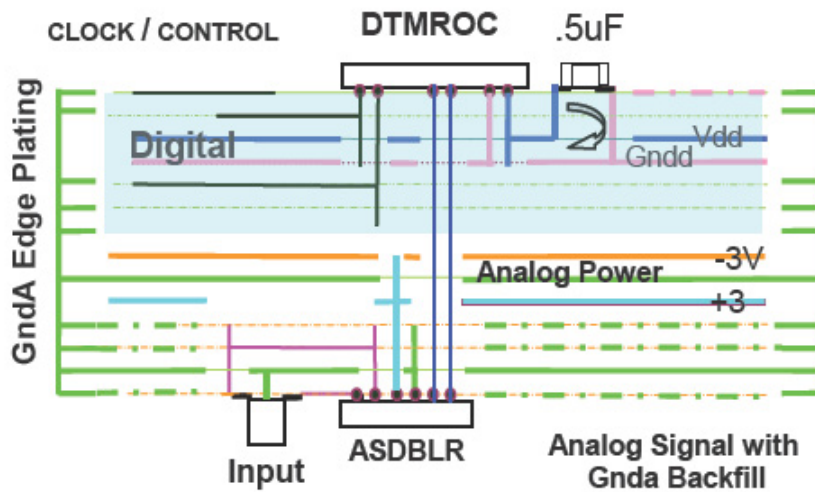 CLOCK / CONTROL
DTMROC
.5uF
Digital
Vdd
Gndd
GndA Edge Plating
-3V
Analog Power
+3
Input
ASDBLR
Analog Signal with
Gnda Backfill